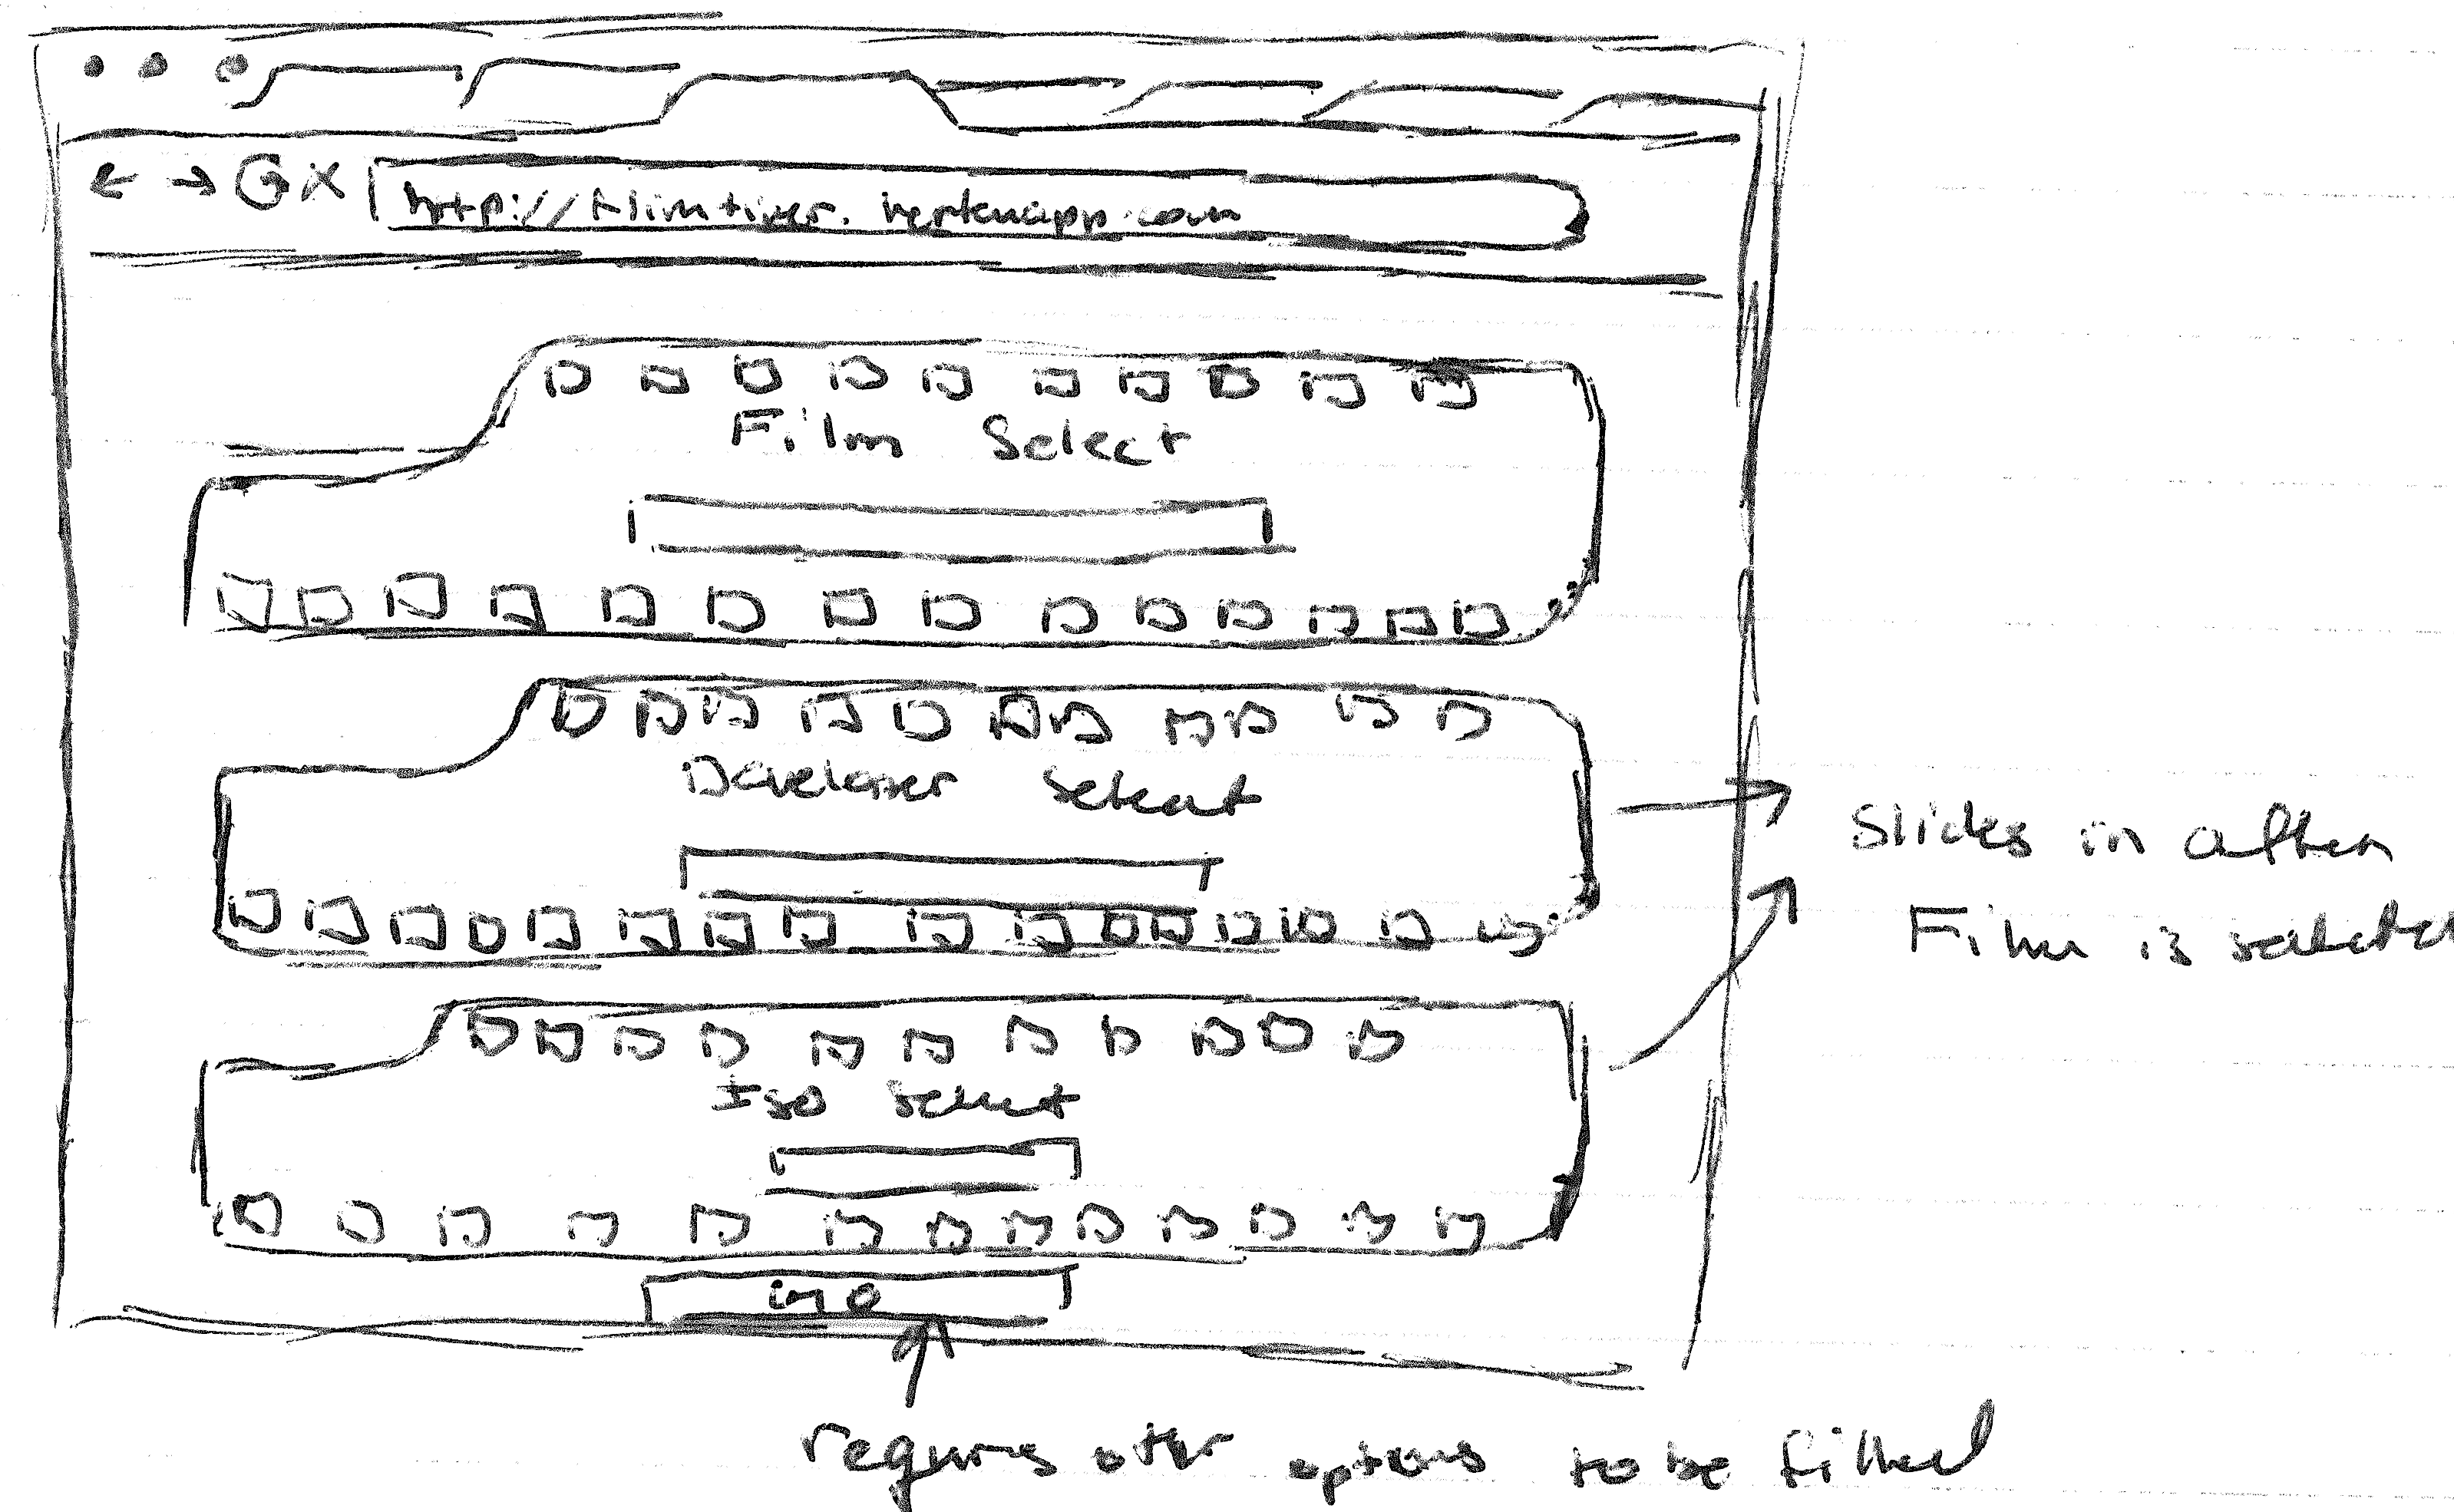 http://filmtimer.herokuapp.com
Film Select
Developer Select
Slides in after
Film is selected
Iso Select
requires other options to be filled